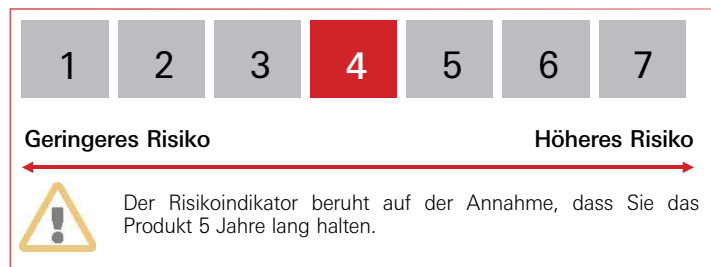 1 2 3 4 5 6 7
Geringeres Risiko Höheres Risiko
Der Risikoindikator beruht auf der Annahme, dass Sie das
Produkt 5 Jahre lang halten.